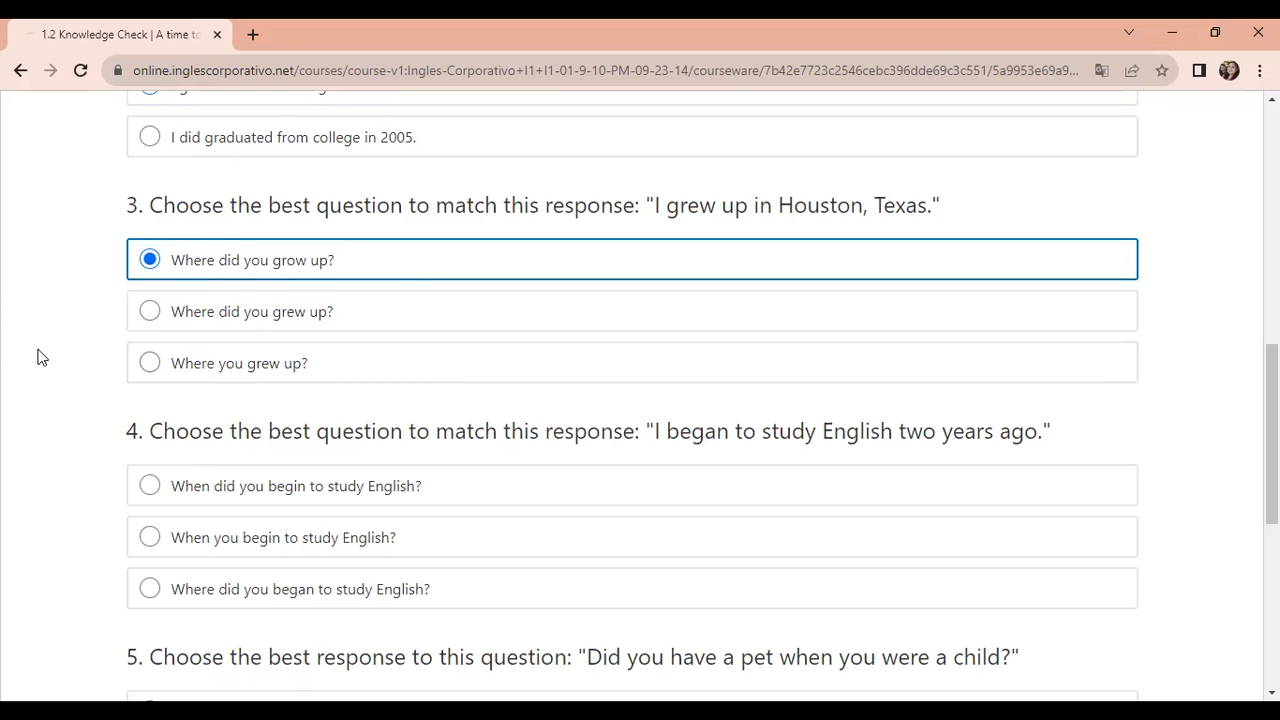 1.2 Knowledge Check | A time to
online.inglescorporativo.net/courses/course-v1:Ingles-Corporativo+I1+I1-01-9-10-PM-09-23-14/courseware/7b42e7723c2546cebc396dde69c3c551/5a9953e69a9...
I did graduated from college in 2005.
3. Choose the best question to match this response: "I grew up in Houston, Texas."
Where did you grow up?
Where did you grew up?
Where you grew up?
4. Choose the best question to match this response: "I began to study English two years ago."
When did you begin to study English?
When you begin to study English?
Where did you began to study English?
5. Choose the best response to this question: "Did you have a pet when you were a child?"